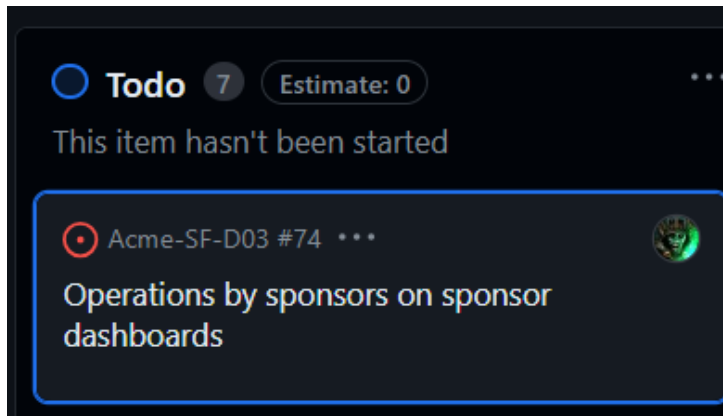 Todo 7 Estimate: 0
This item hasn't been started
Acme-SF-D03 #74
Operations by sponsors on sponsor
dashboards